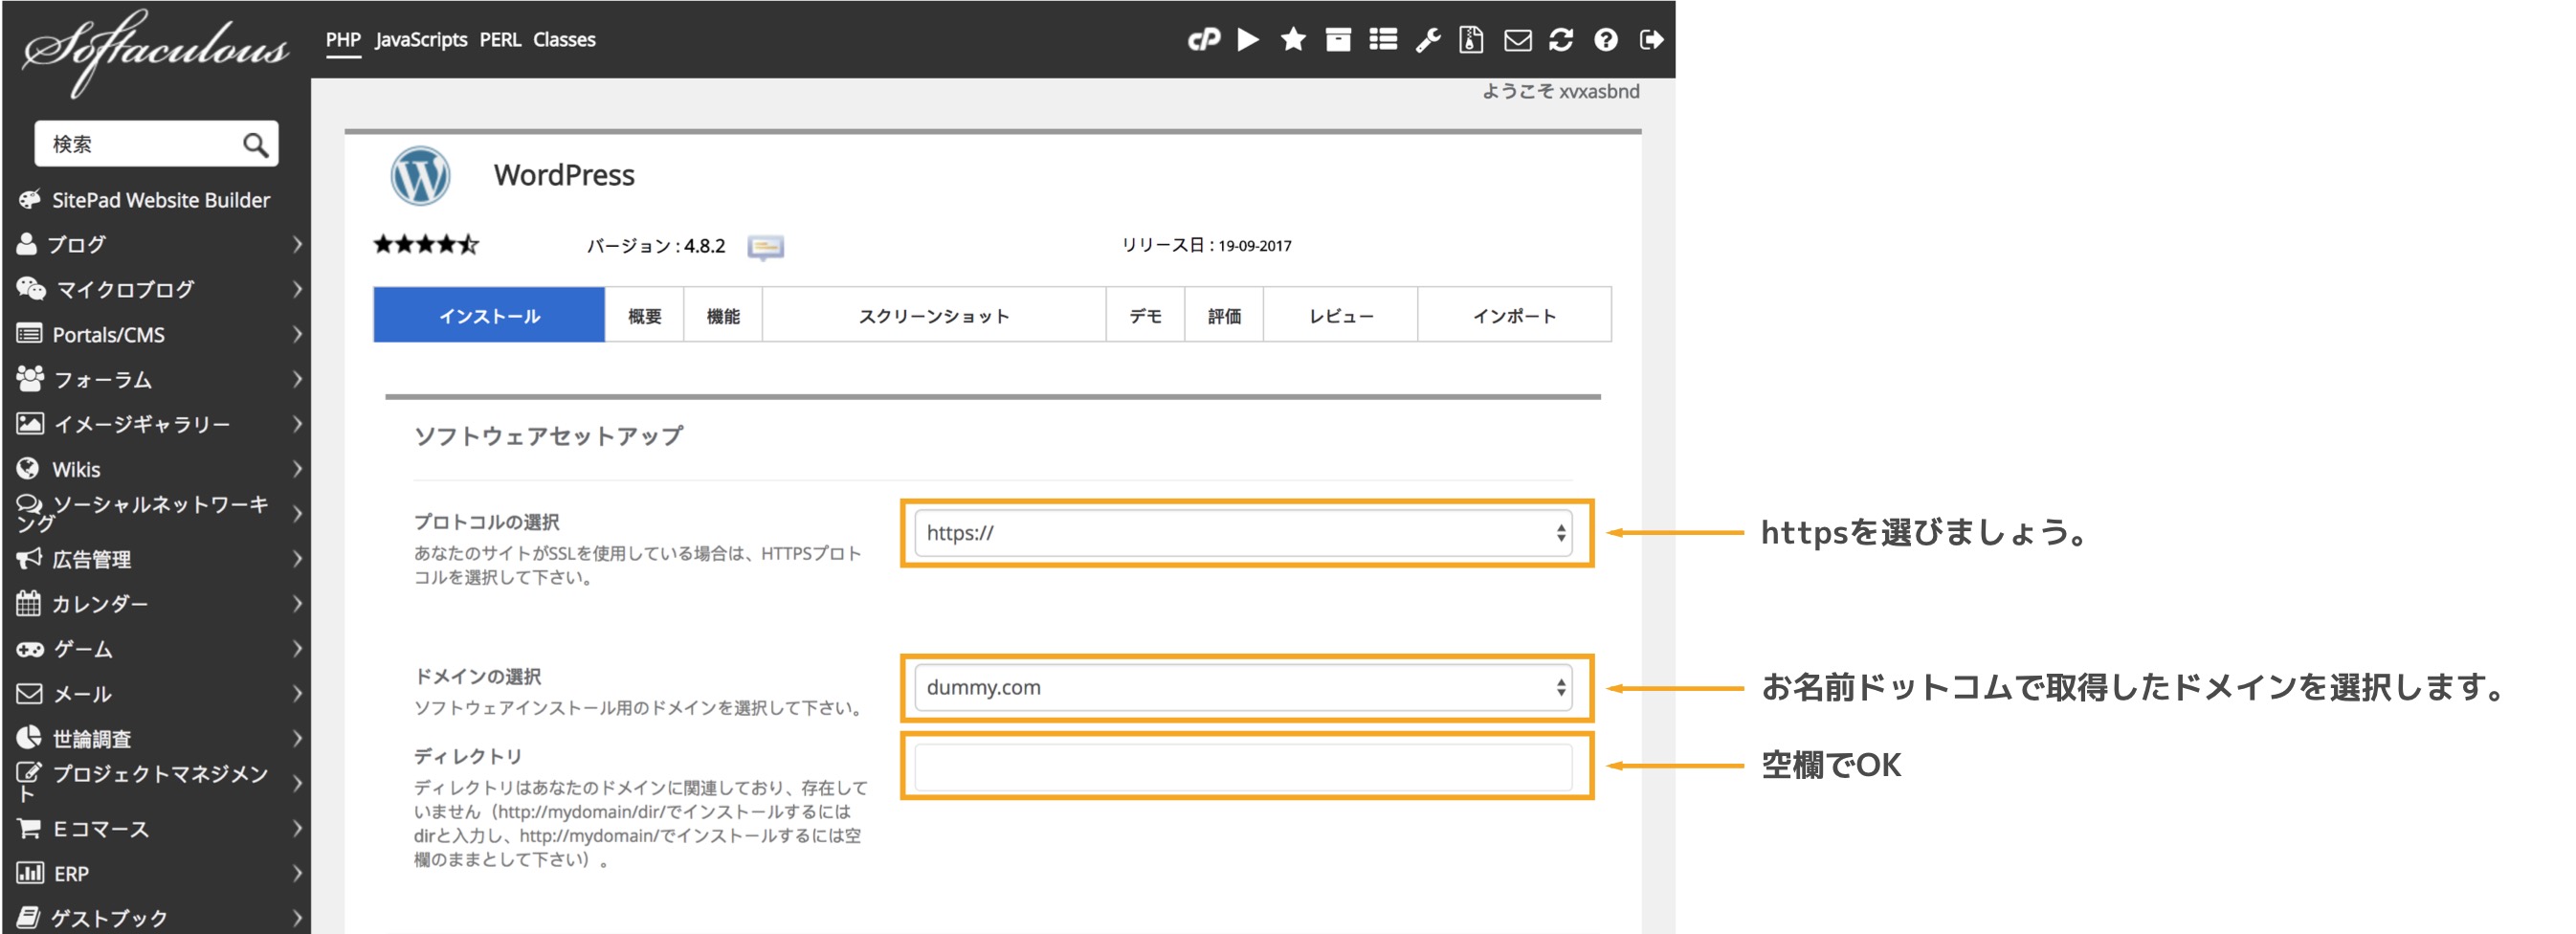 Softaculous
PHP JavaScripts PERL Classes
ようこそ xvxasbnd
検索
SitePad Website Builder
ブログ
マイクロブログ
Portals/CMS
フォーラム
イメージギャラリー
Wikis
ソーシャルネットワーキ
ング
広告管理
カレンダー
ゲーム
メール
世論調査
プロジェクトマネジメン
ト
Eコマース
ERP
ゲストブック
WordPress
バージョン : 4.8.2
リリース日 : 19-09-2017
インストール 概要 機能 スクリーンショット デモ 評価 レビュー インポート
ソフトウェアセットアップ
プロトコルの選択
あなたのサイトがSSLを使用している場合は、HTTPSプロト
コルを選択して下さい。
https://
httpsを選びましょう。
ドメインの選択
ソフトウェアインストール用のドメインを選択して下さい。
dummy.com
お名前ドットコムで取得したドメインを選択します。
ディレクトリ
ディレクトリはあなたのドメインに関連しており、存在して
いません（http://mydomain/dir/でインストールするには
dirと入力し、http://mydomain/でインストールするには空
欄のままとして下さい）。
空欄でOK